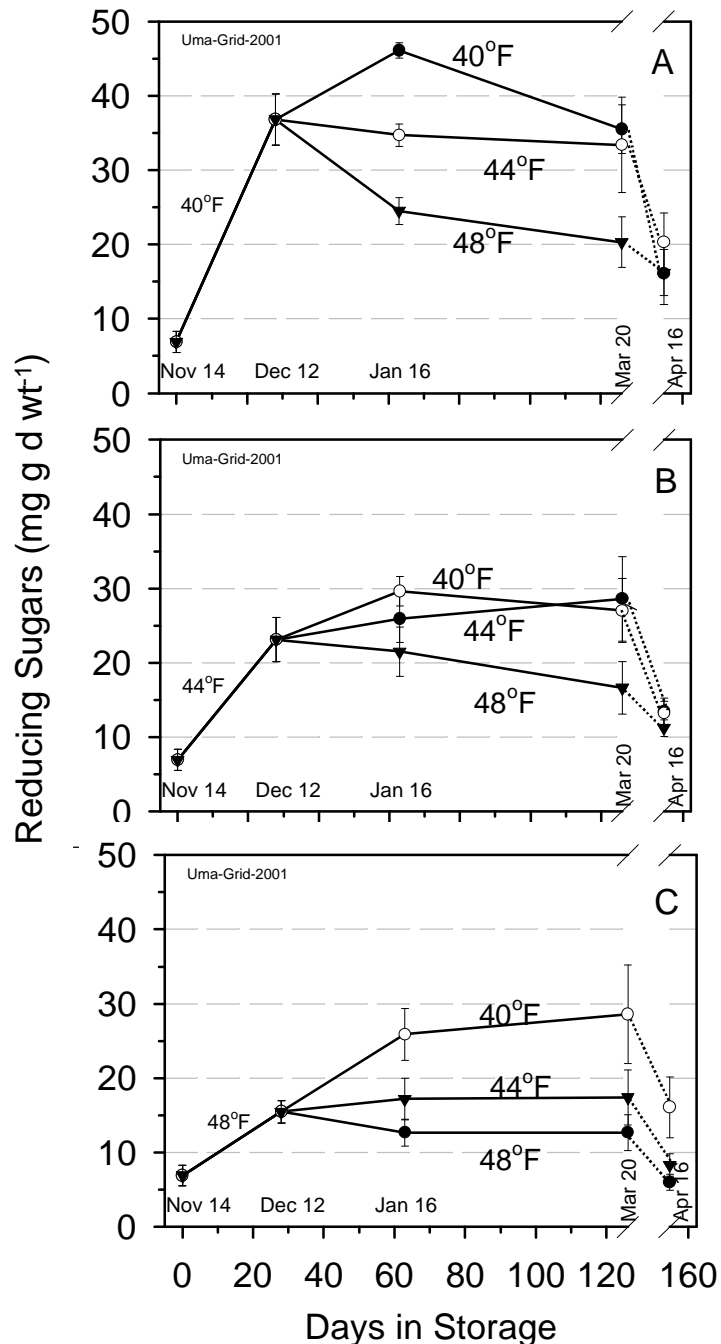 Reducing Sugars (mg g d wt⁻¹)
50
40
30
20
10
0
Uma-Grid-2001
A
40°F
40°F
44°F
48°F
Nov 14
Dec 12
Jan 16
Mar 20
Apr 16
50
40
30
20
10
0
Uma-Grid-2001
B
44°F
40°F
44°F
48°F
Nov 14
Dec 12
Jan 16
Mar 20
Apr 16
50
40
30
20
10
0
Uma-Grid-2001
C
48°F
40°F
44°F
48°F
Nov 14
Dec 12
Jan 16
Mar 20
Apr 16
0 20 40 60 80 100 120 160
Days in Storage